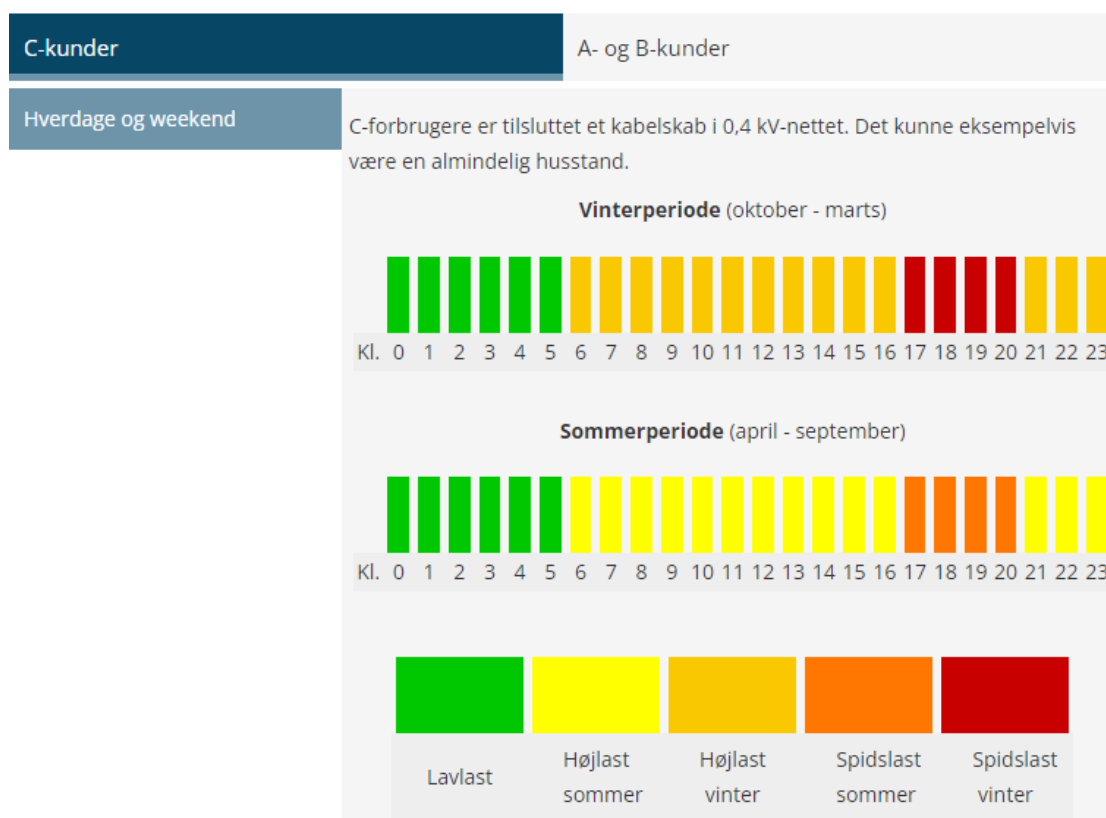 C-kunder
A- og B-kunder
Hverdage og weekend
C-forbrugere er tilsluttet et kabelskab i 0,4 kV-nettet. Det kunne eksempelvis
være en almindelig husstand.
Vinterperiode (oktober - marts)
Kl. 0 1 2 3 4 5 6 7 8 9 10 11 12 13 14 15 16 17 18 19 20 21 22 23
Sommerperiode (april - september)
Kl. 0 1 2 3 4 5 6 7 8 9 10 11 12 13 14 15 16 17 18 19 20 21 22 23
Lavlast
Højlast
sommer
Højlast
vinter
Spidslast
sommer
Spidslast
vinter